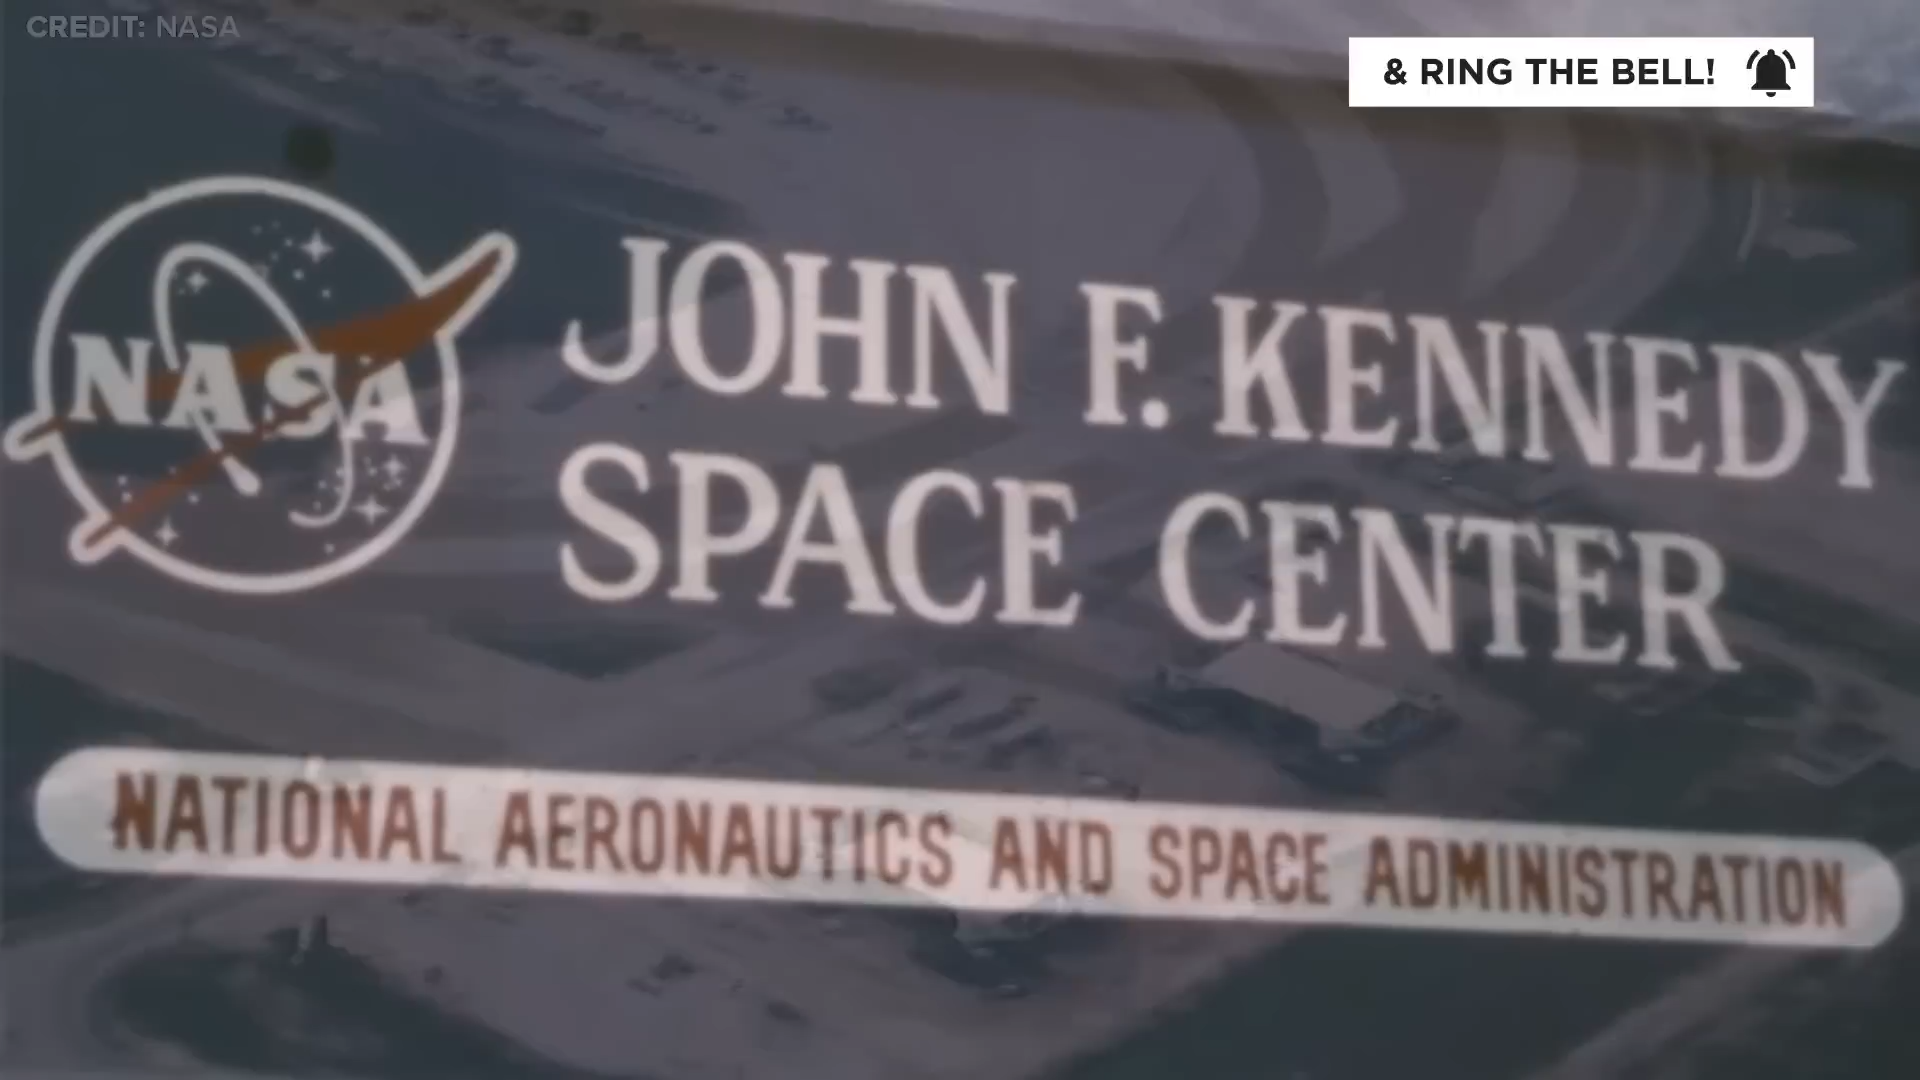 CREDIT: NASA
& RING THE BELL!
NASA
JOHN F. KENNEDY
SPACE CENTER
NATIONAL AERONAUTICS AND SPACE ADMINISTRATION